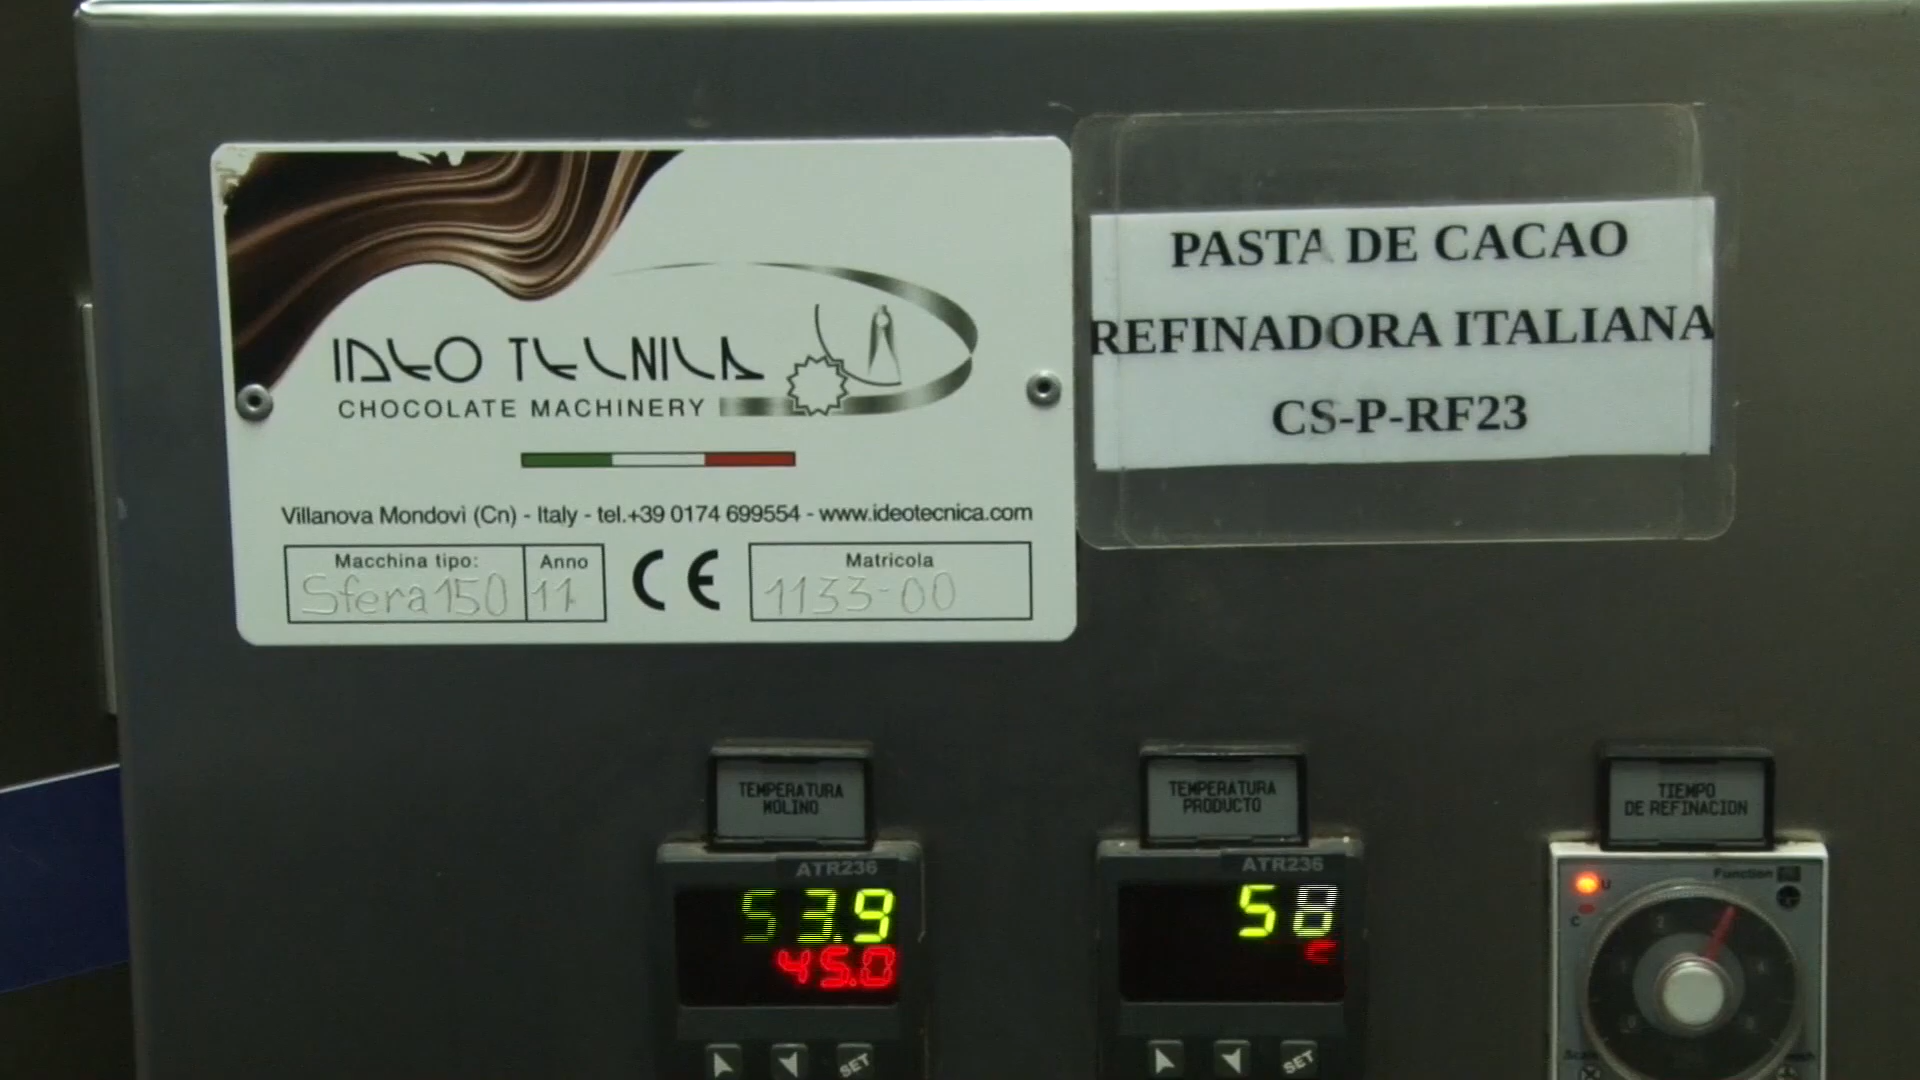 IDEO TECNICA
CHOCOLATE MACHINERY
Villanova Mondovì (Cn) - Italy - tel.+39 0174 699554 - www.ideotecnica.com
Macchina tipo: Anno
Sfera 150 11
CE
Matricola
1133-00
PASTA DE CACAO
REFINADORA ITALIANA
CS-P-RF23
TEMPERATURA
MOLINO
ATR236
53.9
45.0
SET
TEMPERATURA
PRODUCTO
ATR236
58
c
SET
TIEMPO
DE REFINACION
Function